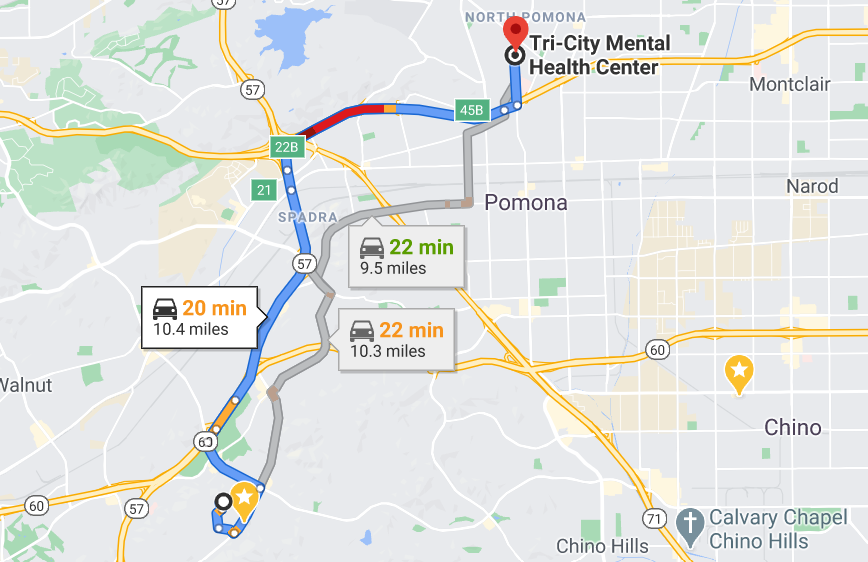 57
NORTH POMONA
Tri-City Mental
Health Center
57
Montclair
45B
22B
21
Narod
Pomona
SPADRA
22 min
9.5 miles
57
20 min
10.4 miles
22 min
10.3 miles
60
Walnut
Chino
60
57
71
Calvary Chapel
Chino Hills
Chino Hills